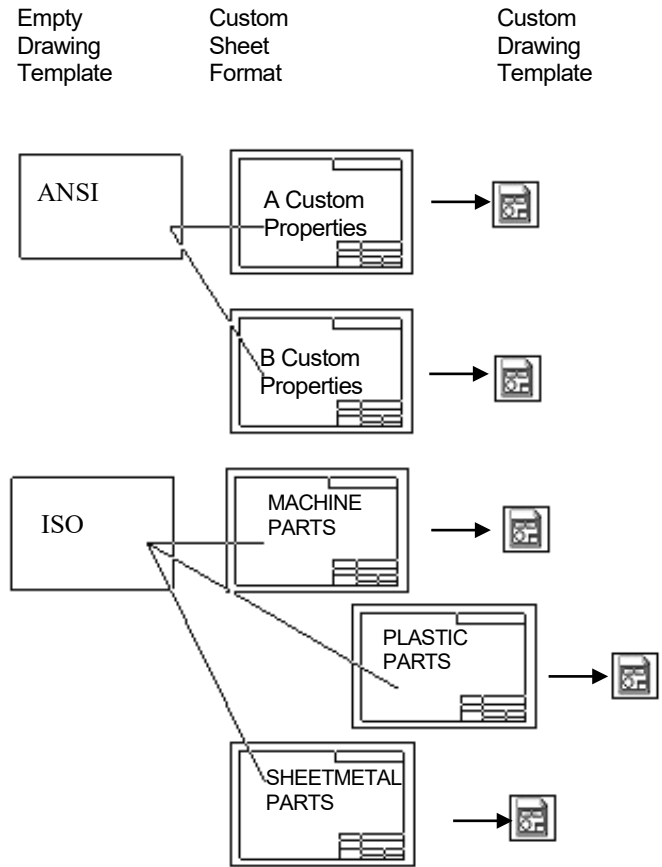 Empty
Drawing
Template
Custom
Sheet
Format
Custom
Drawing
Template
ANSI
A Custom
Properties
B Custom
Properties
ISO
MACHINE
PARTS
PLASTIC
PARTS
SHEETMETAL
PARTS